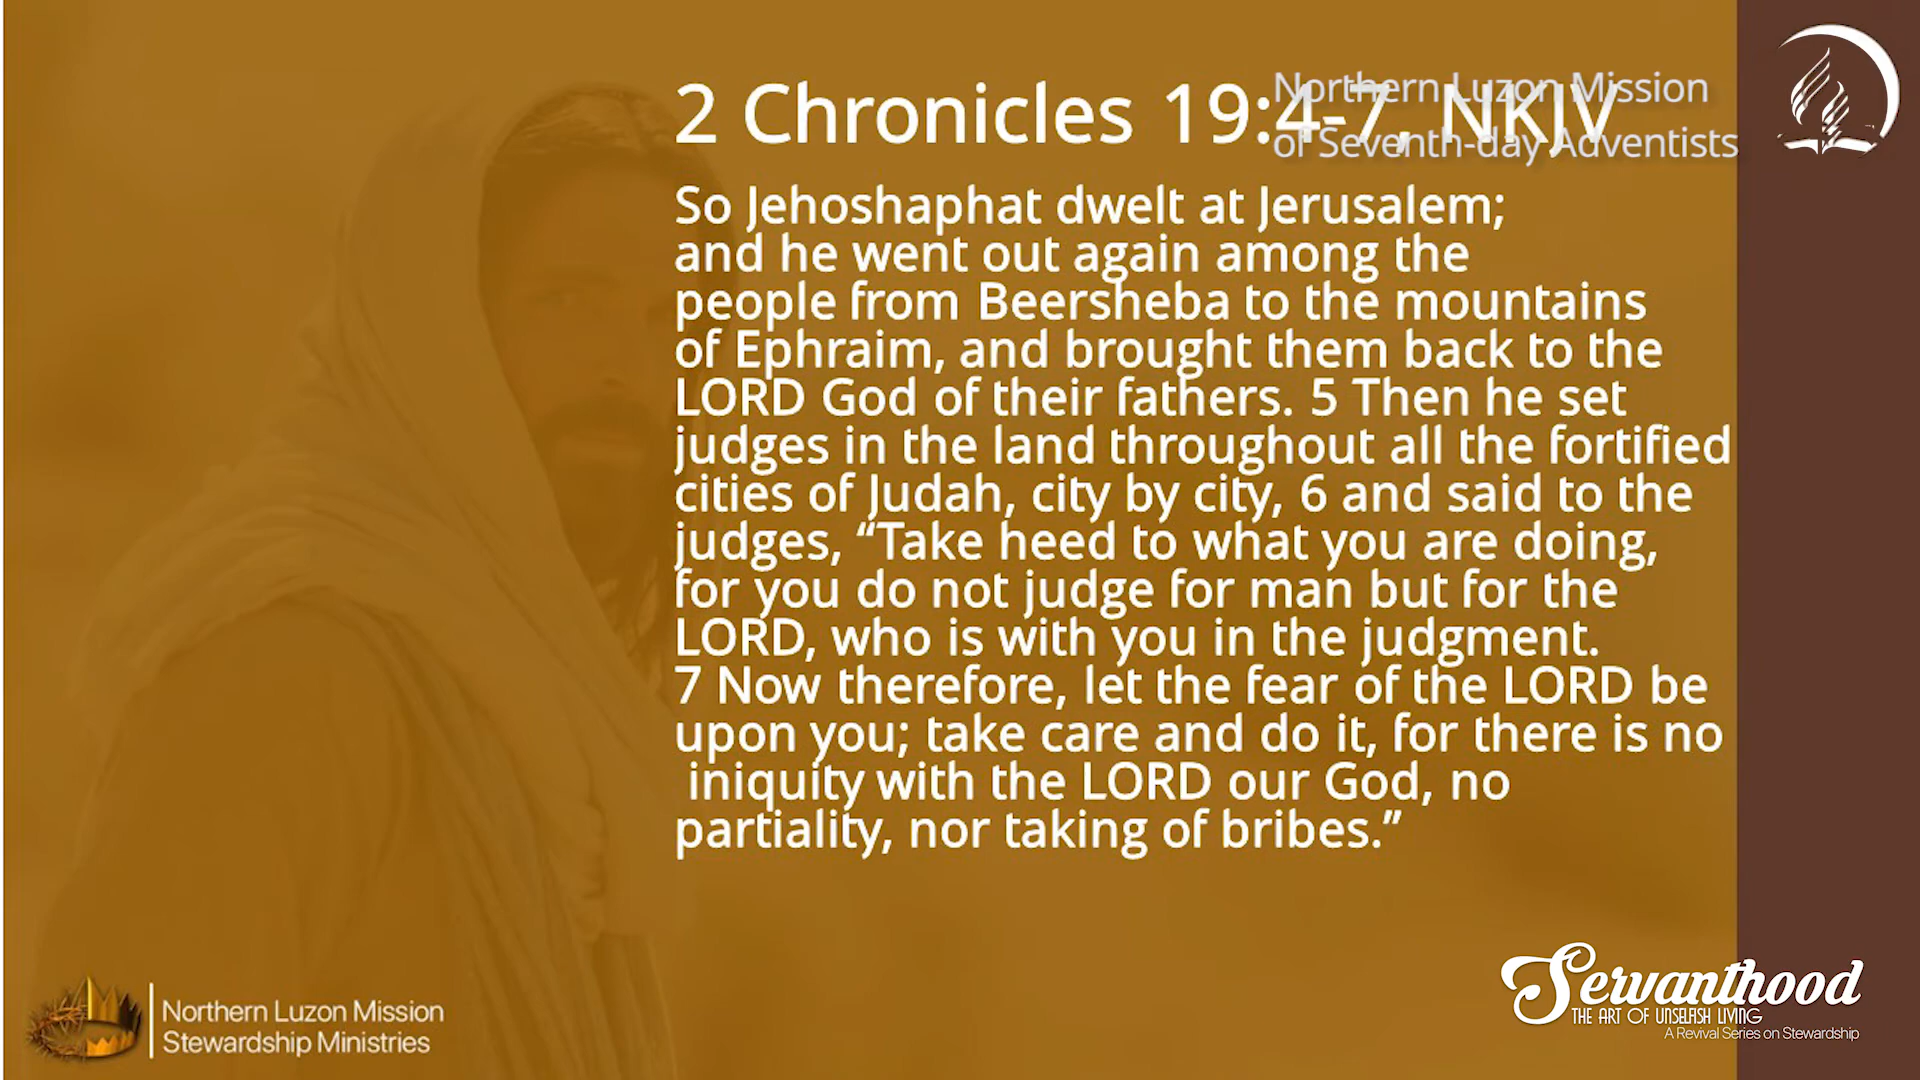 2 Chronicles 19:4-7, NKJV
Northern Luzon Mission
of Seventh-day Adventists
So Jehoshaphat dwelt at Jerusalem;
and he went out again among the
people from Beersheba to the mountains
of Ephraim, and brought them back to the
LORD God of their fathers. 5 Then he set
judges in the land throughout all the fortified
cities of Judah, city by city, 6 and said to the
judges, “Take heed to what you are doing,
for you do not judge for man but for the
LORD, who is with you in the judgment.
7 Now therefore, let the fear of the LORD be
upon you; take care and do it, for there is no
iniquity with the LORD our God, no
partiality, nor taking of bribes.”
Northern Luzon Mission
Stewardship Ministries
Servanthood
THE ART OF UNSELFISH LIVING
A Revival Series on Stewardship